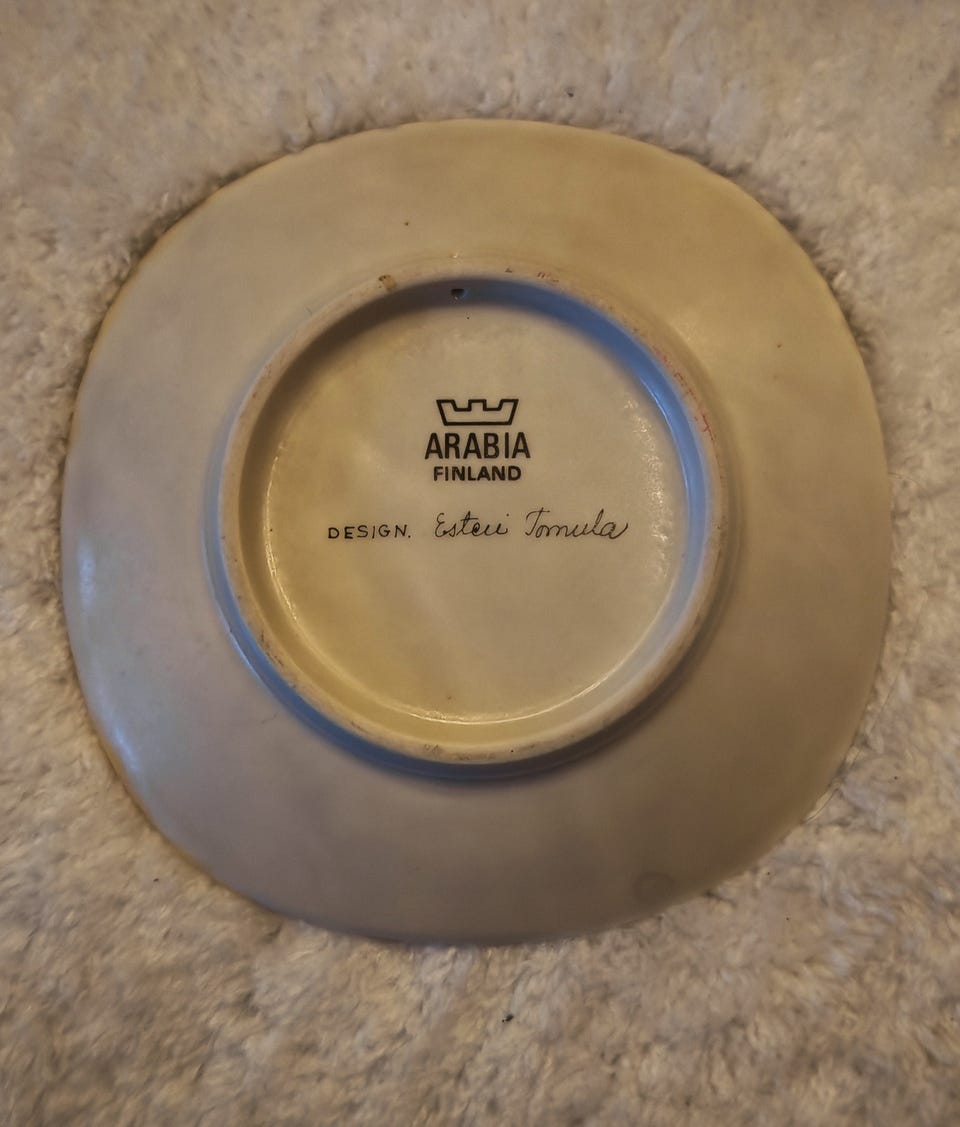 ARABIA
FINLAND
DESIGN. Esteri Tomula